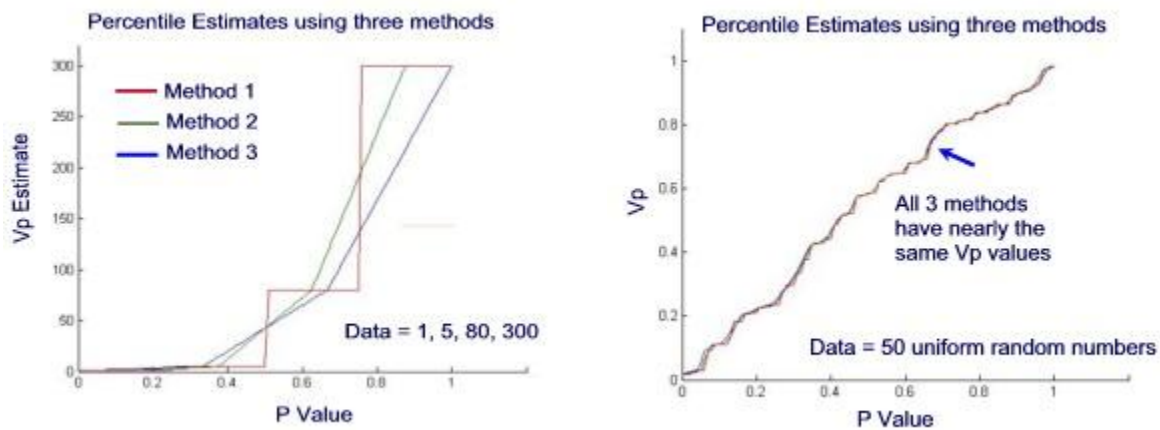 Percentile Estimates using three methods
300
250
200
150
100
50
0
Vp Estimate
Method 1
Method 2
Method 3
Data = 1, 5, 80, 300
0 0.2 0.4 0.6 0.8 1
P Value
Percentile Estimates using three methods
1
0.8
0.6
0.4
0.2
0
Vp
All 3 methods
have nearly the
same Vp values
Data = 50 uniform random numbers
0 0.2 0.4 0.6 0.8 1
P Value